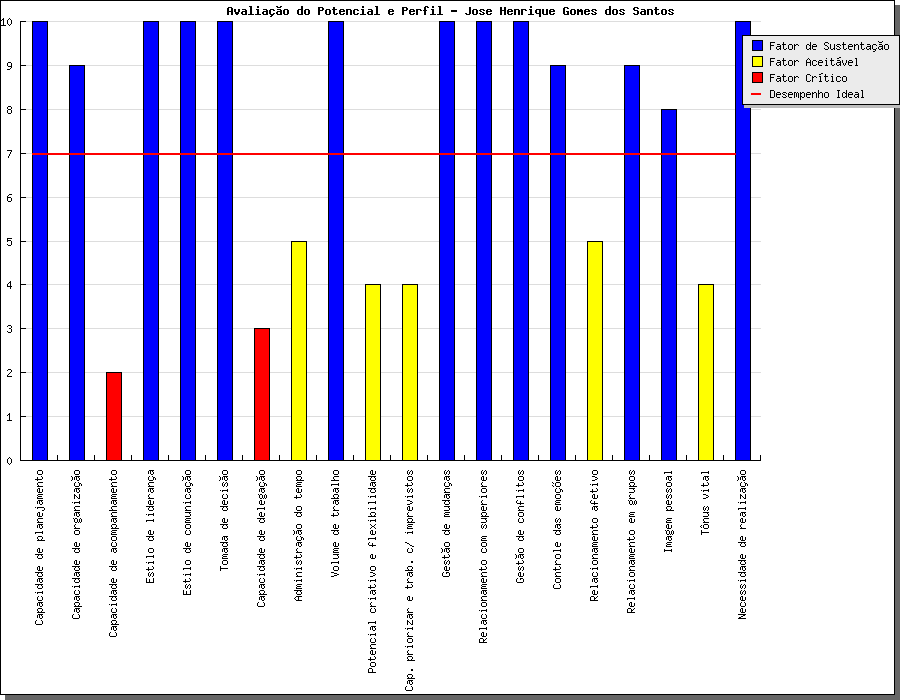 Avaliação do Potencial e Perfil - Jose Henrique Gomes dos Santos
10
9
8
7
6
5
4
3
2
1
0
Fator de Sustentação
Fator Aceitável
Fator Crítico
Desempenho Ideal
Capacidade de planejamento
Capacidade de organização
Capacidade de acompanhamento
Estilo de liderança
Estilo de comunicação
Tomada de decisão
Capacidade de delegação
Administração do tempo
Volume de trabalho
Potencial criativo e flexibilidade
Cap. priorizar e trab. c/ imprevistos
Gestão de mudanças
Relacionamento com superiores
Gestão de conflitos
Controle das emoções
Relacionamento afetivo
Relacionamento em grupos
Imagem pessoal
Tônus vital
Necessidade de realização